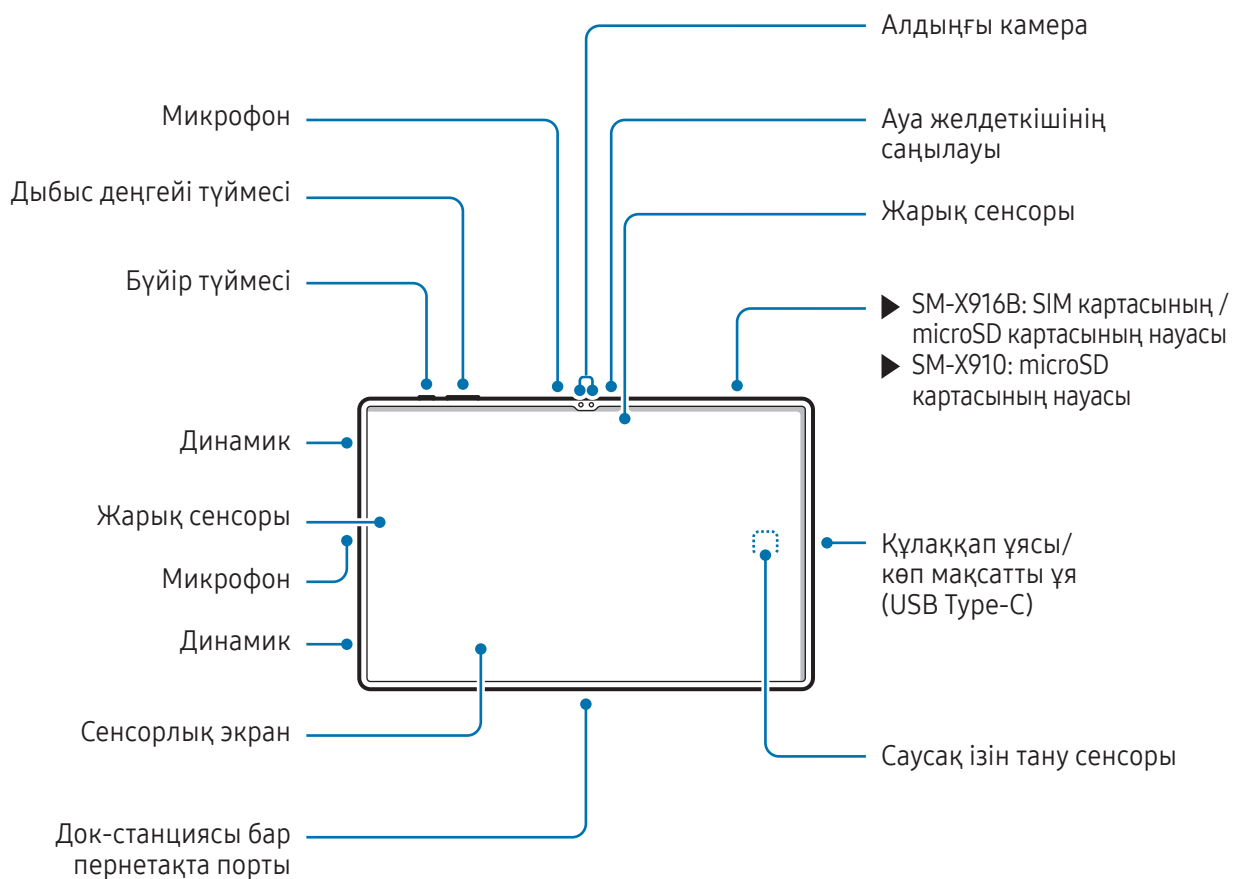 Алдыңғы камера
Микрофон
Ауа желдеткішінің
саңылауы
Дыбыс деңгейі түймесі
Жарық сенсоры
Бүйір түймесі
▶ SM-X916B: SIM картасының /
microSD картасының науасы
▶ SM-X910: microSD
картасының науасы
Динамик
Жарық сенсоры
Микрофон
Құлаққап ұясы/
көп мақсатты ұя
(USB Type-C)
Динамик
Сенсорлық экран
Саусақ ізін тану сенсоры
Док-станциясы бар
пернетақта порты